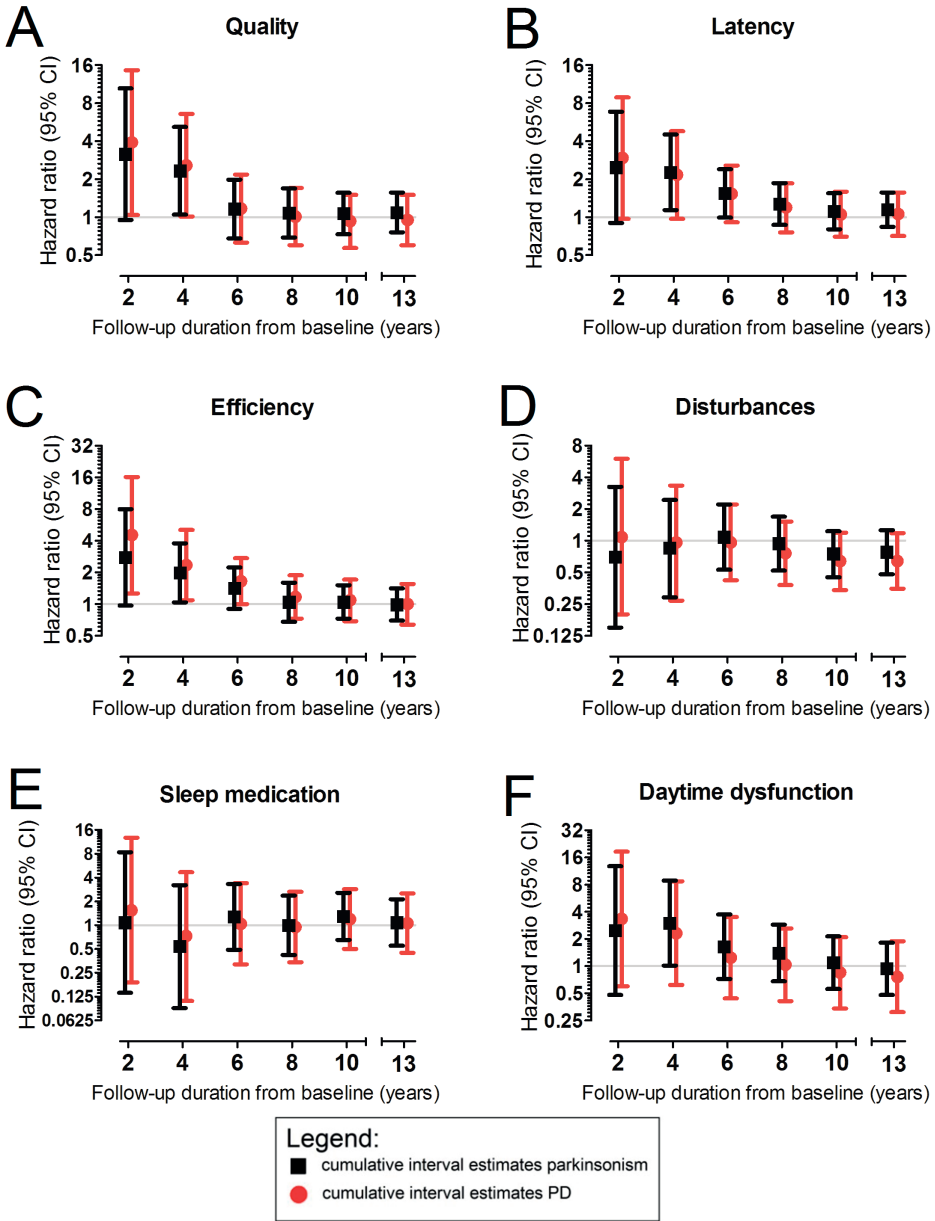 A
Quality
Hazard ratio (95% CI)
16
8
4
2
1
0.5
2 4 6 8 10 13
Follow-up duration from baseline (years)
B
Latency
Hazard ratio (95% CI)
16
8
4
2
1
0.5
2 4 6 8 10 13
Follow-up duration from baseline (years)
C
Efficiency
Hazard ratio (95% CI)
32
16
8
4
2
1
0.5
2 4 6 8 10 13
Follow-up duration from baseline (years)
D
Disturbances
Hazard ratio (95% CI)
8
4
2
1
0.5
0.25
0.125
2 4 6 8 10 13
Follow-up duration from baseline (years)
E
Sleep medication
Hazard ratio (95% CI)
16
8
4
2
1
0.5
0.25
0.125
0.0625
2 4 6 8 10 13
Follow-up duration from baseline (years)
F
Daytime dysfunction
Hazard ratio (95% CI)
32
16
8
4
2
1
0.5
0.25
2 4 6 8 10 13
Follow-up duration from baseline (years)
Legend:
cumulative interval estimates parkinsonism
cumulative interval estimates PD